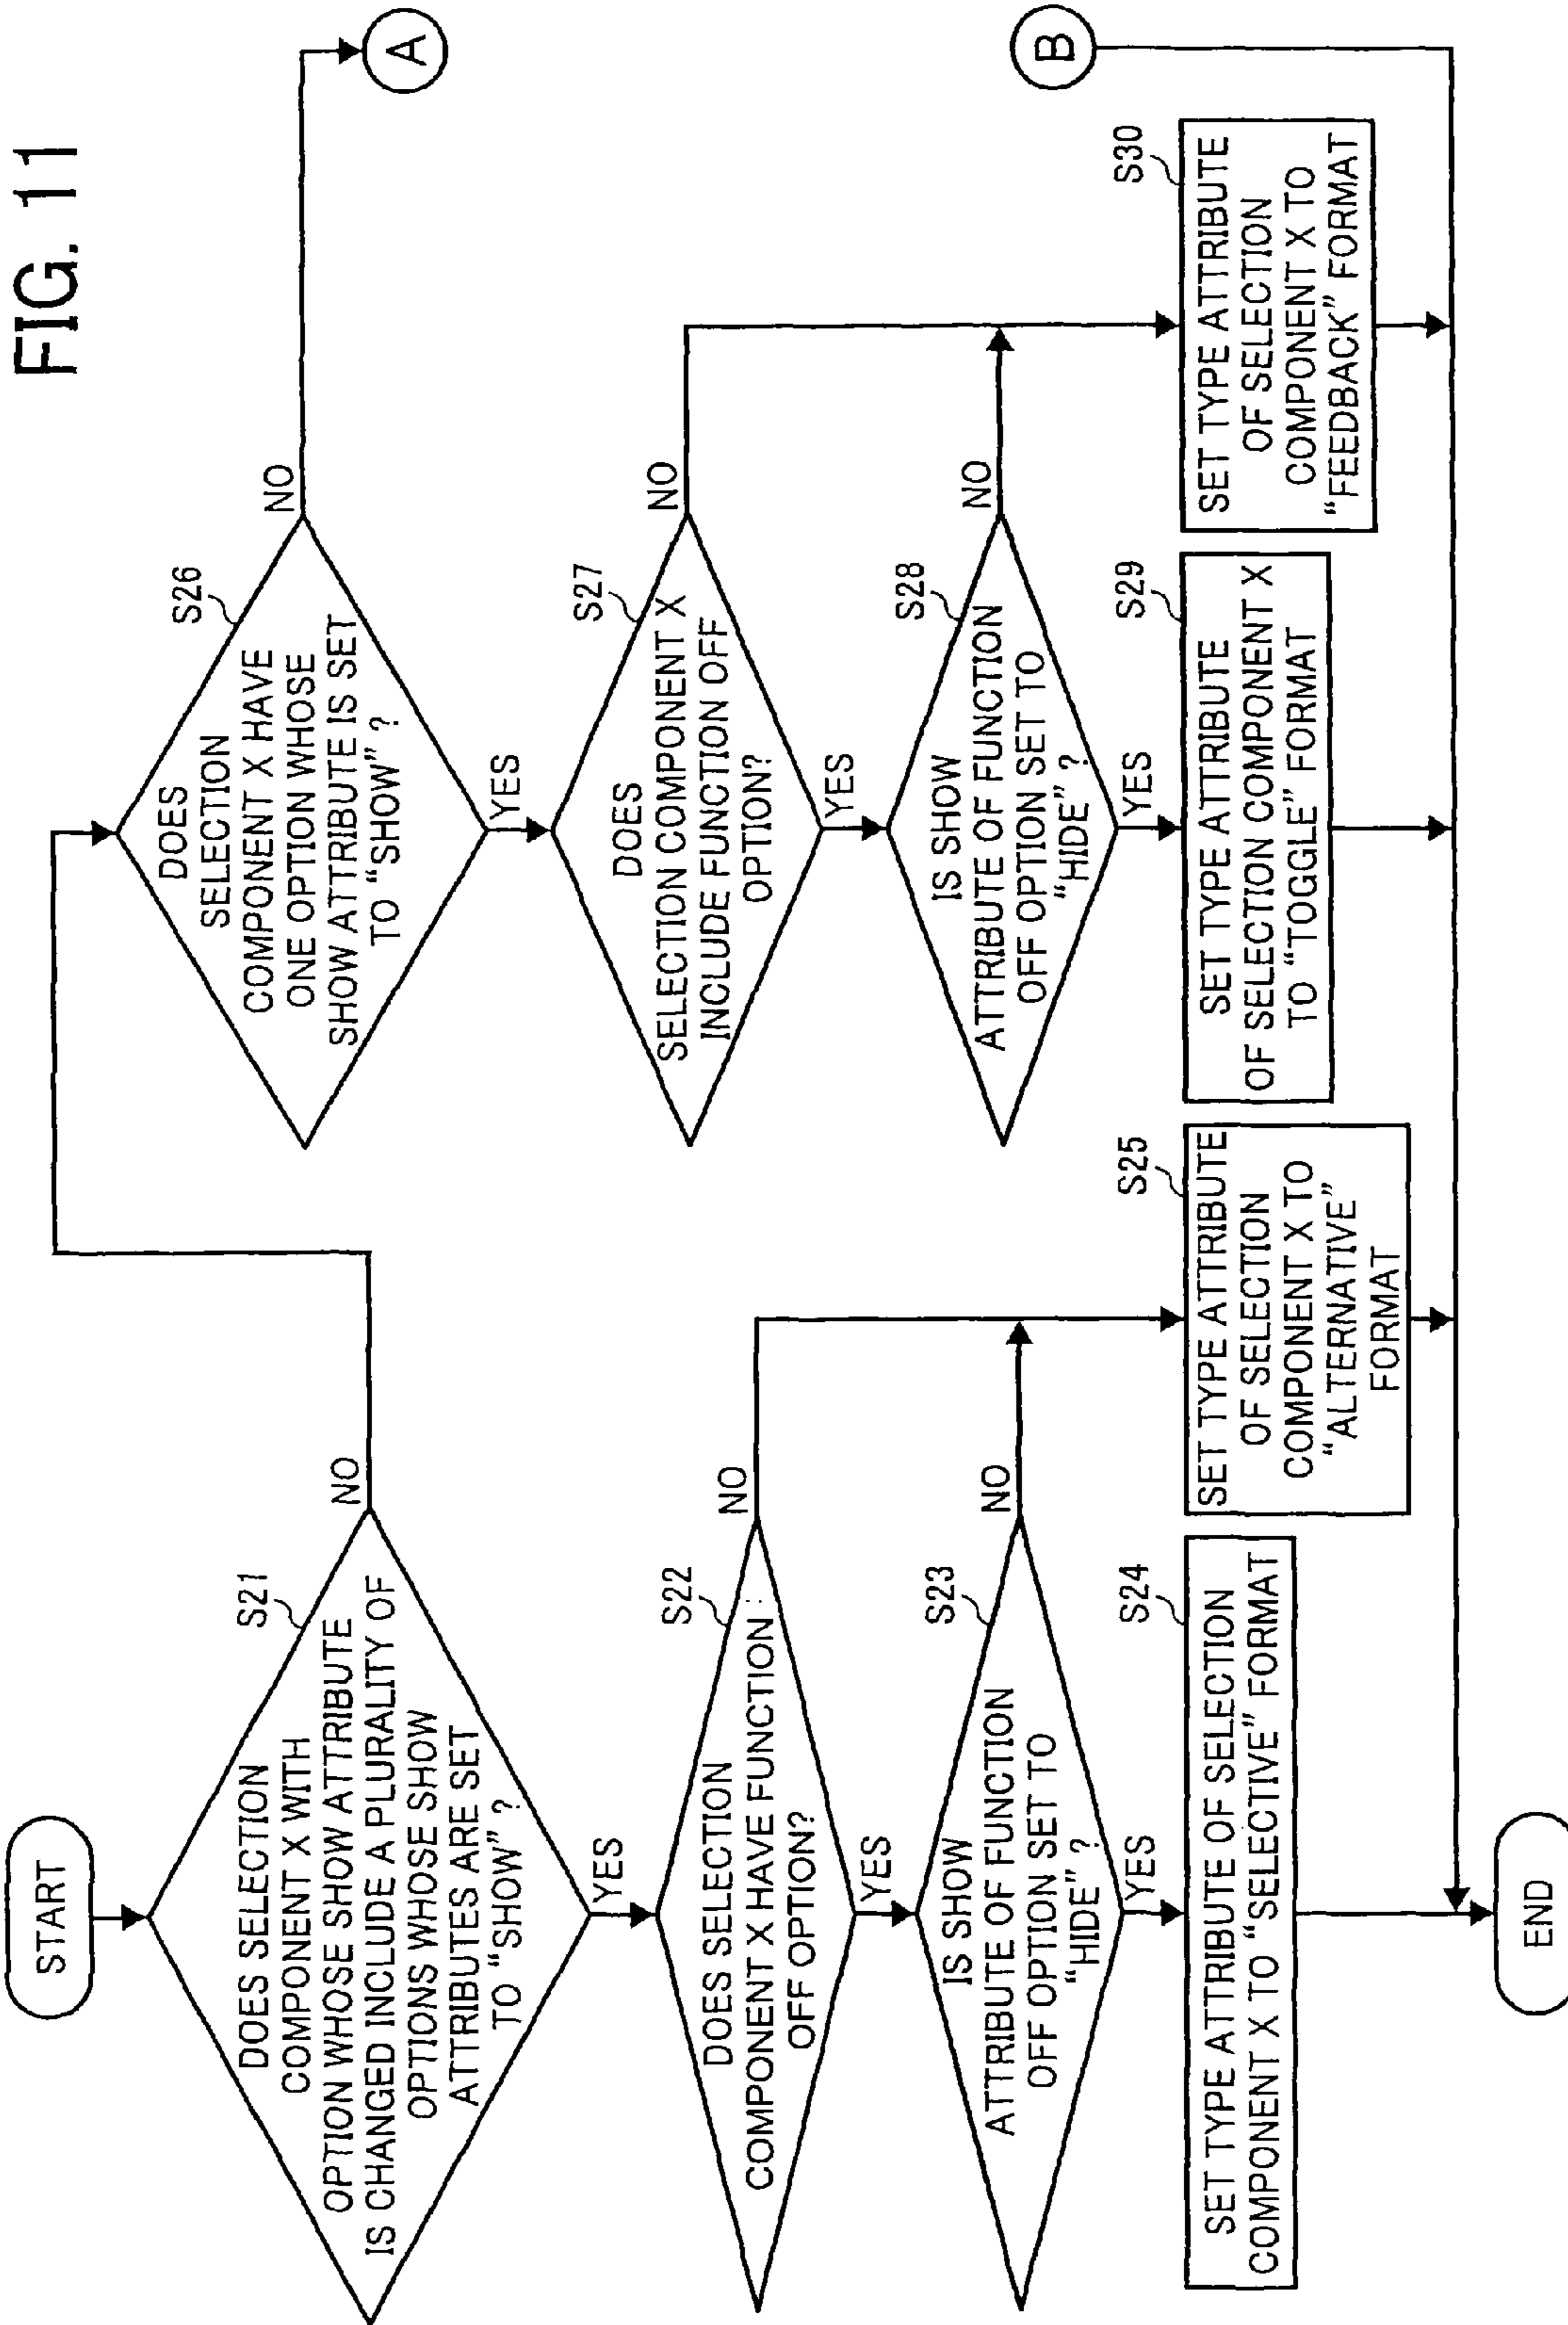 FIG. 11
START
S21
DOES SELECTION
COMPONENT X WITH
OPTION WHOSE SHOW ATTRIBUTE
IS CHANGED INCLUDE A PLURALITY OF
OPTIONS WHOSE SHOW
ATTRIBUTES ARE SET
TO “SHOW” ?
NO
YES
S22
DOES SELECTION
COMPONENT X HAVE FUNCTION
OFF OPTION?
NO
YES
S23
IS SHOW
ATTRIBUTE OF FUNCTION
OFF OPTION SET TO
“HIDE” ?
NO
YES
S24
SET TYPE ATTRIBUTE OF SELECTION
COMPONENT X TO “SELECTIVE” FORMAT
S25
SET TYPE ATTRIBUTE
OF SELECTION
COMPONENT X TO
“ALTERNATIVE”
FORMAT
S26
DOES
SELECTION
COMPONENT X HAVE
ONE OPTION WHOSE
SHOW ATTRIBUTE IS SET
TO “SHOW” ?
NO
YES
A
S27
DOES
SELECTION COMPONENT X
INCLUDE FUNCTION OFF
OPTION?
NO
YES
S28
IS SHOW
ATTRIBUTE OF FUNCTION
OFF OPTION SET TO
“HIDE” ?
NO
YES
S29
SET TYPE ATTRIBUTE
OF SELECTION COMPONENT X
TO “TOGGLE” FORMAT
S30
SET TYPE ATTRIBUTE
OF SELECTION
COMPONENT X TO
“FEEDBACK” FORMAT
B
END